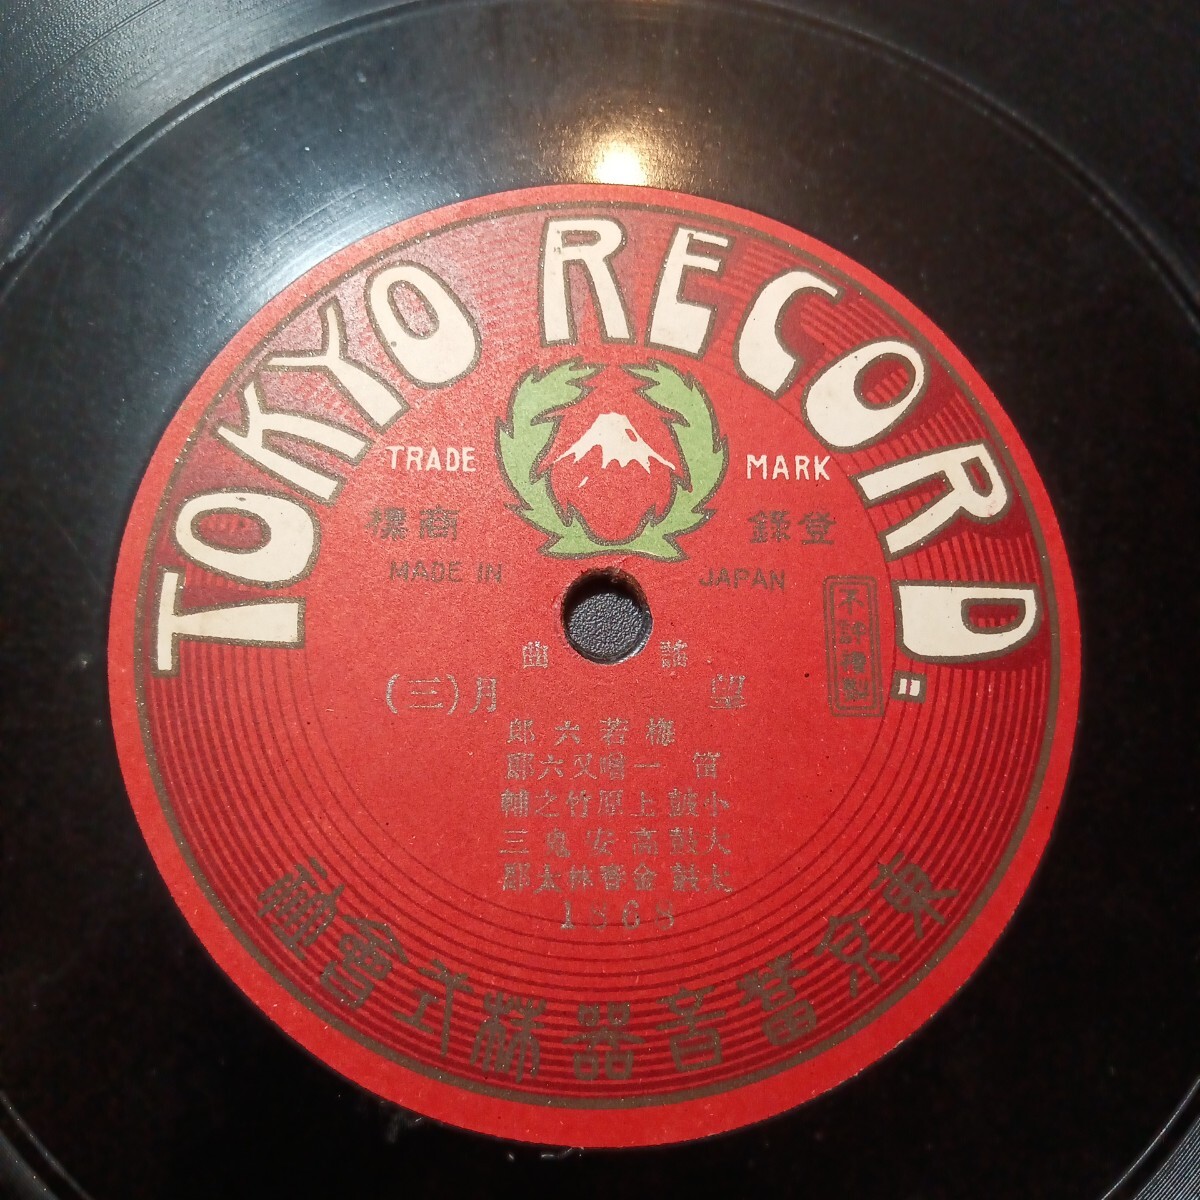 TOKYO RECORD.
TRADE MARK
登錄商標
MADE IN JAPAN
不許複製
謠曲
望月(三)
梅若六郎
笛 一噌又六郎
小鼓 上原竹之輔
大鼓 高安鬼三
太鼓 金春林太郎
1868
東京蓄音器株式會社